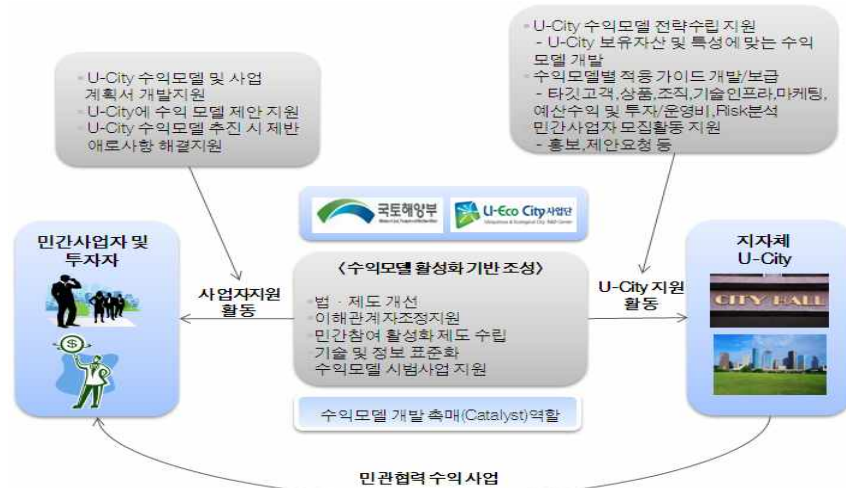 U-City 수익모델 전략수립 지원
- U-City 보유자산 및 특성에 맞는 수익
모델 개발
수익모델별 적용 가이드 개발/보급
- 타깃고객,상품,조직,기술인프라,마케팅,
예산수익 및 투자/운영비,Risk분석
민간사업자 모집활동 지원
- 홍보,제안요청 등
U-City 수익모델 및 사업
계획서 개발지원
U-City에 수익 모델 제안 지원
U-City 수익모델 추진 시 제반
애로사항 해결지원
국토해양부
U-Eco City 사업단
민간사업자 및
투자자
사업자지원
활동
〈수익모델 활성화 기반 조성〉
법 · 제도 개선
이해관계자조정지원
민간참여 활성화 제도 수립
기술 및 정보 표준화
수익모델 시범사업 지원
U-City 지원
활동
지자체
U-City
CITY HALL
수익모델 개발 촉매(Catalyst)역할
민관협력 수익 사업